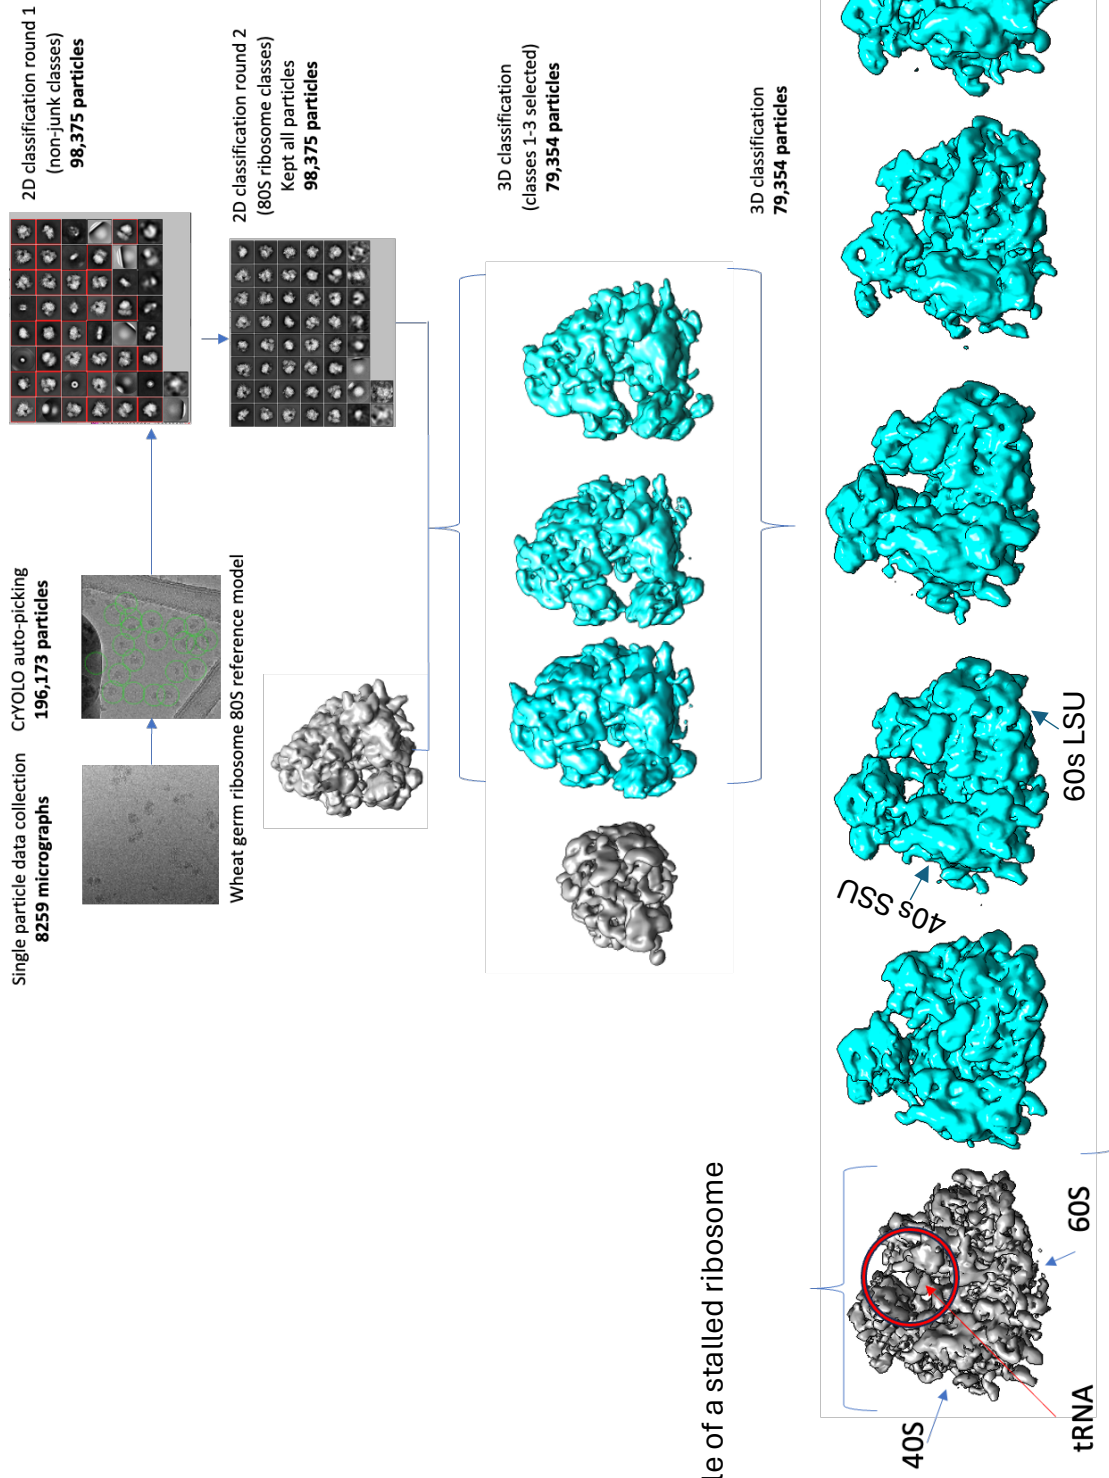 Single particle data collection
8259 micrographs
CrYOLO auto-picking
196,173 particles
2D classification round 1
(non-junk classes)
98,375 particles
Wheat germ ribosome 80S reference model
2D classification round 2
(80S ribosome classes)
Kept all particles
98,375 particles
3D classification
(classes 1-3 selected)
79,354 particles
3D classification
79,354 particles
le of a stalled ribosome
40S
tRNA
60S
40s SSU
60s LSU